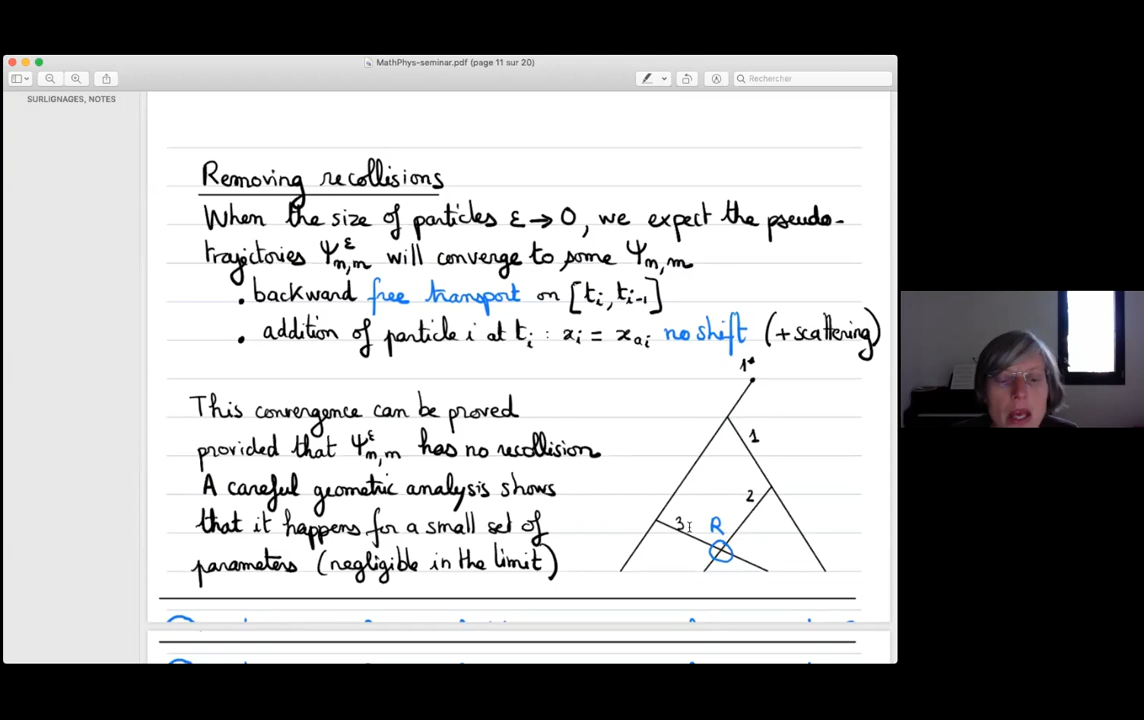 MathPhys-seminar.pdf (page 11 sur 20)
Rechercher
SURLIGNAGES, NOTES
Removing recollisions
When the size of particles ε → 0, we expect the pseudo-
trajectories Ψ^ε_{m,m} will converge to some Ψ_{m,m}
• backward free transport on [t_i, t_{i-1}]
• addition of particle i at t_i : x_i = x_{a_i} no shift (+ scattering)
1*
This convergence can be proved
provided that Ψ^ε_{m,m} has no recollision.
A careful geometric analysis shows
that it happens for a small set of
parameters (negligible in the limit)
1
2
3
R